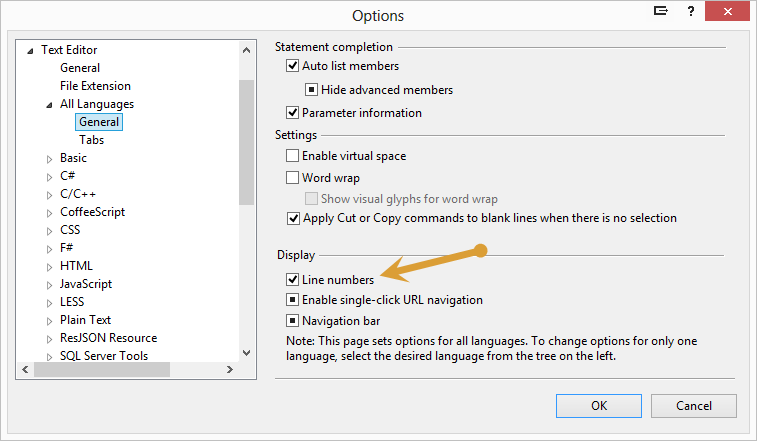 Options
Text Editor
General
File Extension
All Languages
General
Tabs
Basic
C#
C/C++
CoffeeScript
CSS
F#
HTML
JavaScript
LESS
Plain Text
ResJSON Resource
SQL Server Tools
Statement completion
Auto list members
Hide advanced members
Parameter information
Settings
Enable virtual space
Word wrap
Show visual glyphs for word wrap
Apply Cut or Copy commands to blank lines when there is no selection
Display
Line numbers
Enable single-click URL navigation
Navigation bar
Note: This page sets options for all languages. To change options for only one
language, select the desired language from the tree on the left.
OK
Cancel